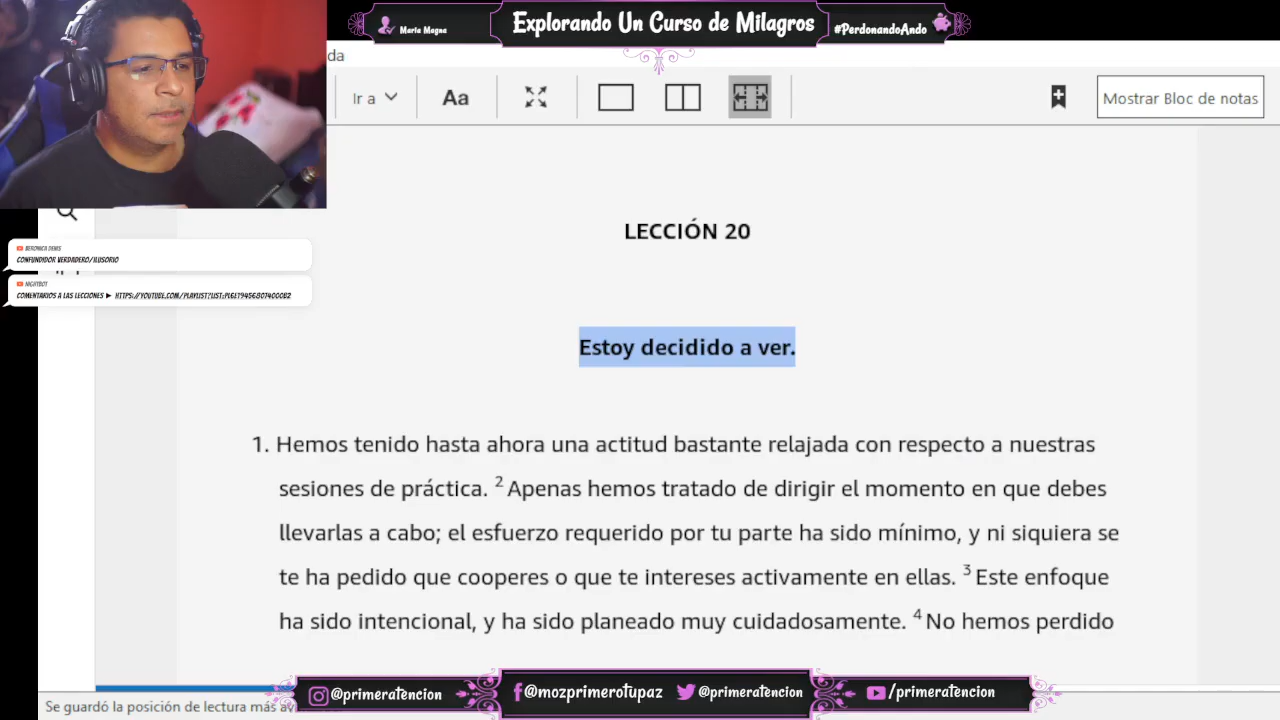 Maria Magna
Explorando Un Curso de Milagros
#PerdonandoAndo
da
Ir a
Aa
Mostrar Bloc de notas
LECCIÓN 20
VERONICA DENIS
CONFUNDIDOR VERDADERO/ILUSORIO
NIGHTBOT
COMENTARIOS A LAS LECCIONES ►
Estoy decidido a ver.
1. Hemos tenido hasta ahora una actitud bastante relajada con respecto a nuestras
sesiones de práctica. 2 Apenas hemos tratado de dirigir el momento en que debes
llevarlas a cabo; el esfuerzo requerido por tu parte ha sido mínimo, y ni siquiera se
te ha pedido que cooperes o que te intereses activamente en ellas. 3 Este enfoque
ha sido intencional, y ha sido planeado muy cuidadosamente. 4 No hemos perdido
@primeratencion
@mozprimerotupaz
@primeratencion
/primeratencion
Se guardó la posición de lectura más